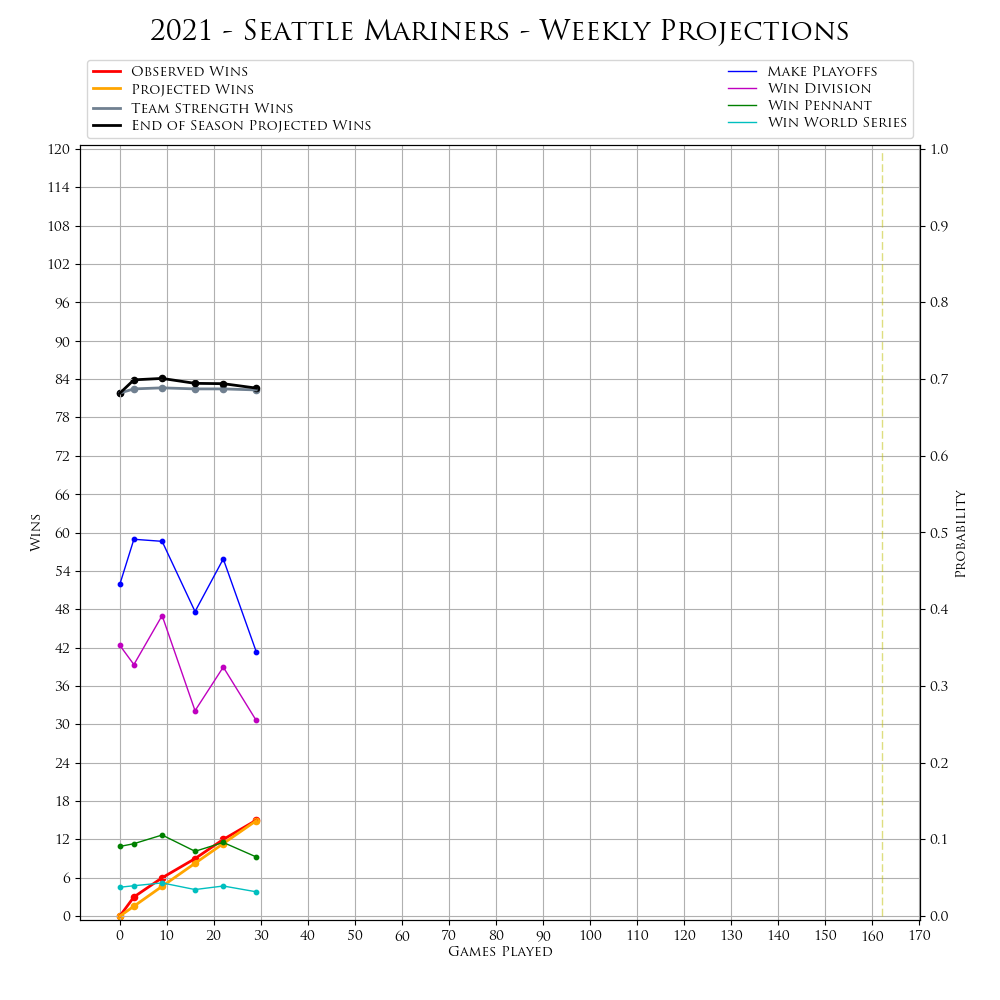 2021 - Seattle Mariners - Weekly Projections
Observed Wins
Projected Wins
Team Strength Wins
End of Season Projected Wins
Make Playoffs
Win Division
Win Pennant
Win World Series
120
114
108
102
96
90
84
78
72
66
60
54
48
42
36
30
24
18
12
6
0
Wins
1.0
0.9
0.8
0.7
0.6
0.5
0.4
0.3
0.2
0.1
0.0
Probability
0 10 20 30 40 50 60 70 80 90 100 110 120 130 140 150 160 170
Games Played